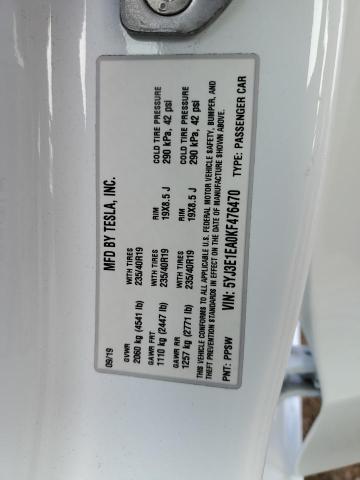 MFD BY TESLA, INC.
09/19
GVWR
2060 kg (4541 lb)
WITH TIRES
235/40R19
RIM
19X8.5 J
COLD TIRE PRESSURE
290 kPa, 42 psi
GAWR FRT
1110 kg (2447 lb)
WITH TIRES
235/40R19
RIM
19X8.5 J
COLD TIRE PRESSURE
290 kPa, 42 psi
GAWR RR
1257 kg (2771 lb)
WITH TIRES
235/40R19
THIS VEHICLE CONFORMS TO ALL APPLICABLE U.S. FEDERAL MOTOR VEHICLE SAFETY, BUMPER, AND
THEFT PREVENTION STANDARDS IN EFFECT ON THE DATE OF MANUFACTURE SHOWN ABOVE.
PNT: PPSW
VIN: 5YJ3E1EA0KF476470
TYPE: PASSENGER CAR